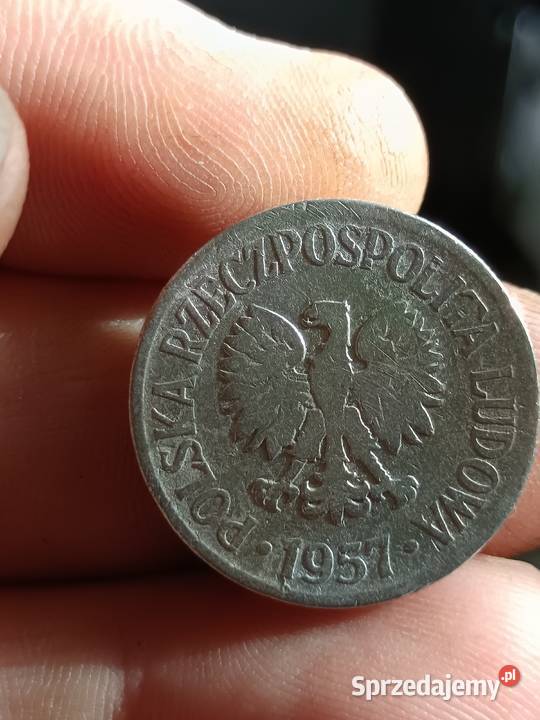 POLSKA RZECZPOSPOLITA LUDOWA
· 1957 ·
Sprzedajemy.pl